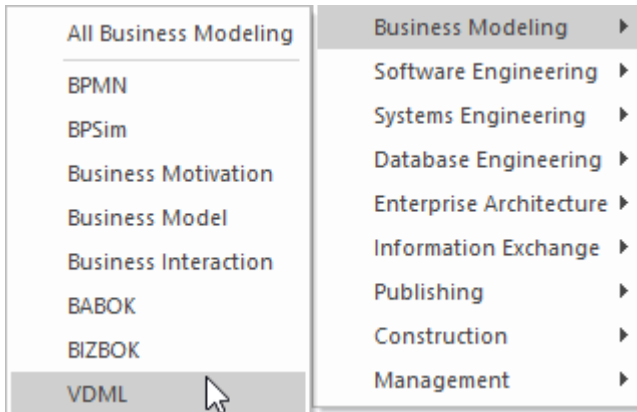 All Business Modeling
BPMN
BPSim
Business Motivation
Business Model
Business Interaction
BABOK
BIZBOK
VDML
Business Modeling
Software Engineering
Systems Engineering
Database Engineering
Enterprise Architecture
Information Exchange
Publishing
Construction
Management